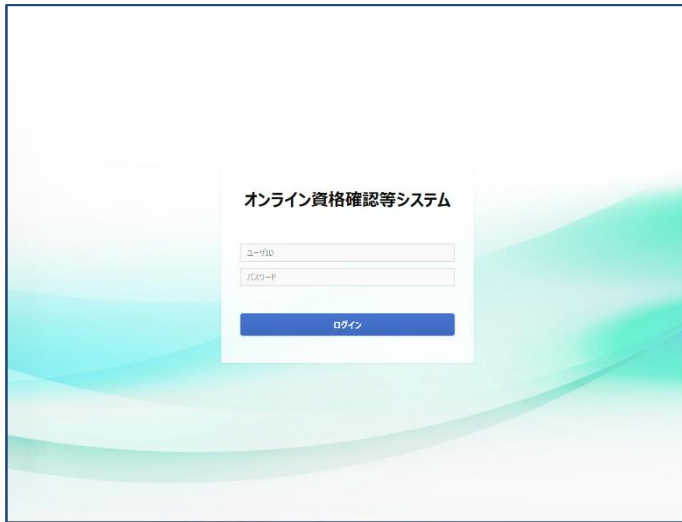 オンライン資格確認等システム
ユーザID
パスワード
ログイン